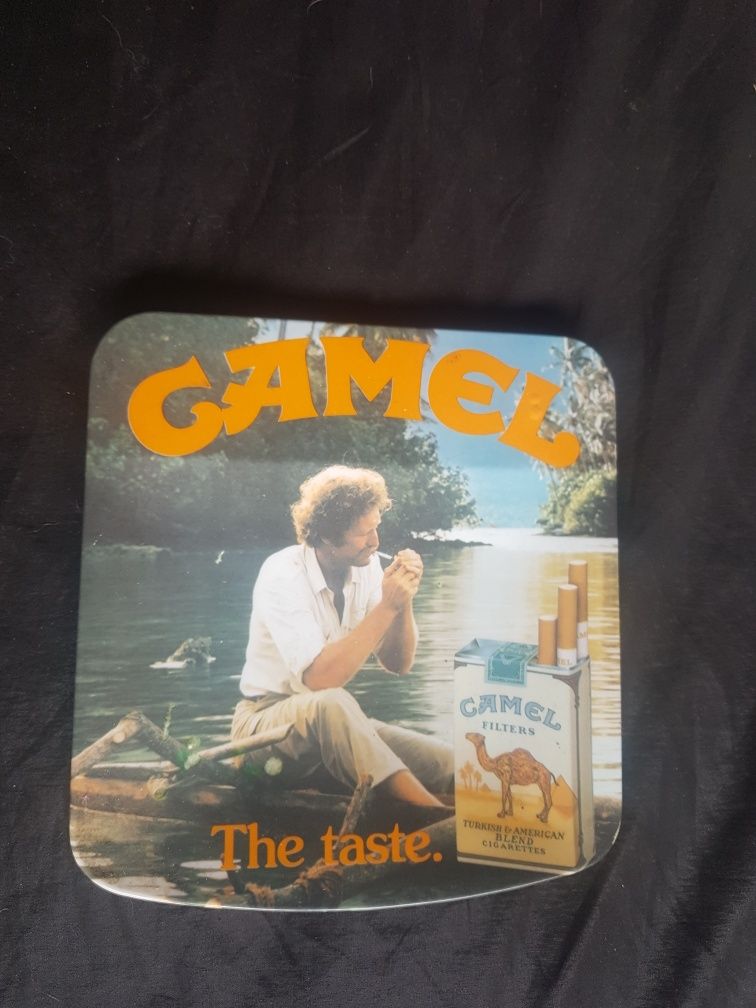 CAMEL
CAMEL
FILTERS
TURKISH & AMERICAN
BLEND
CIGARETTES
The taste.